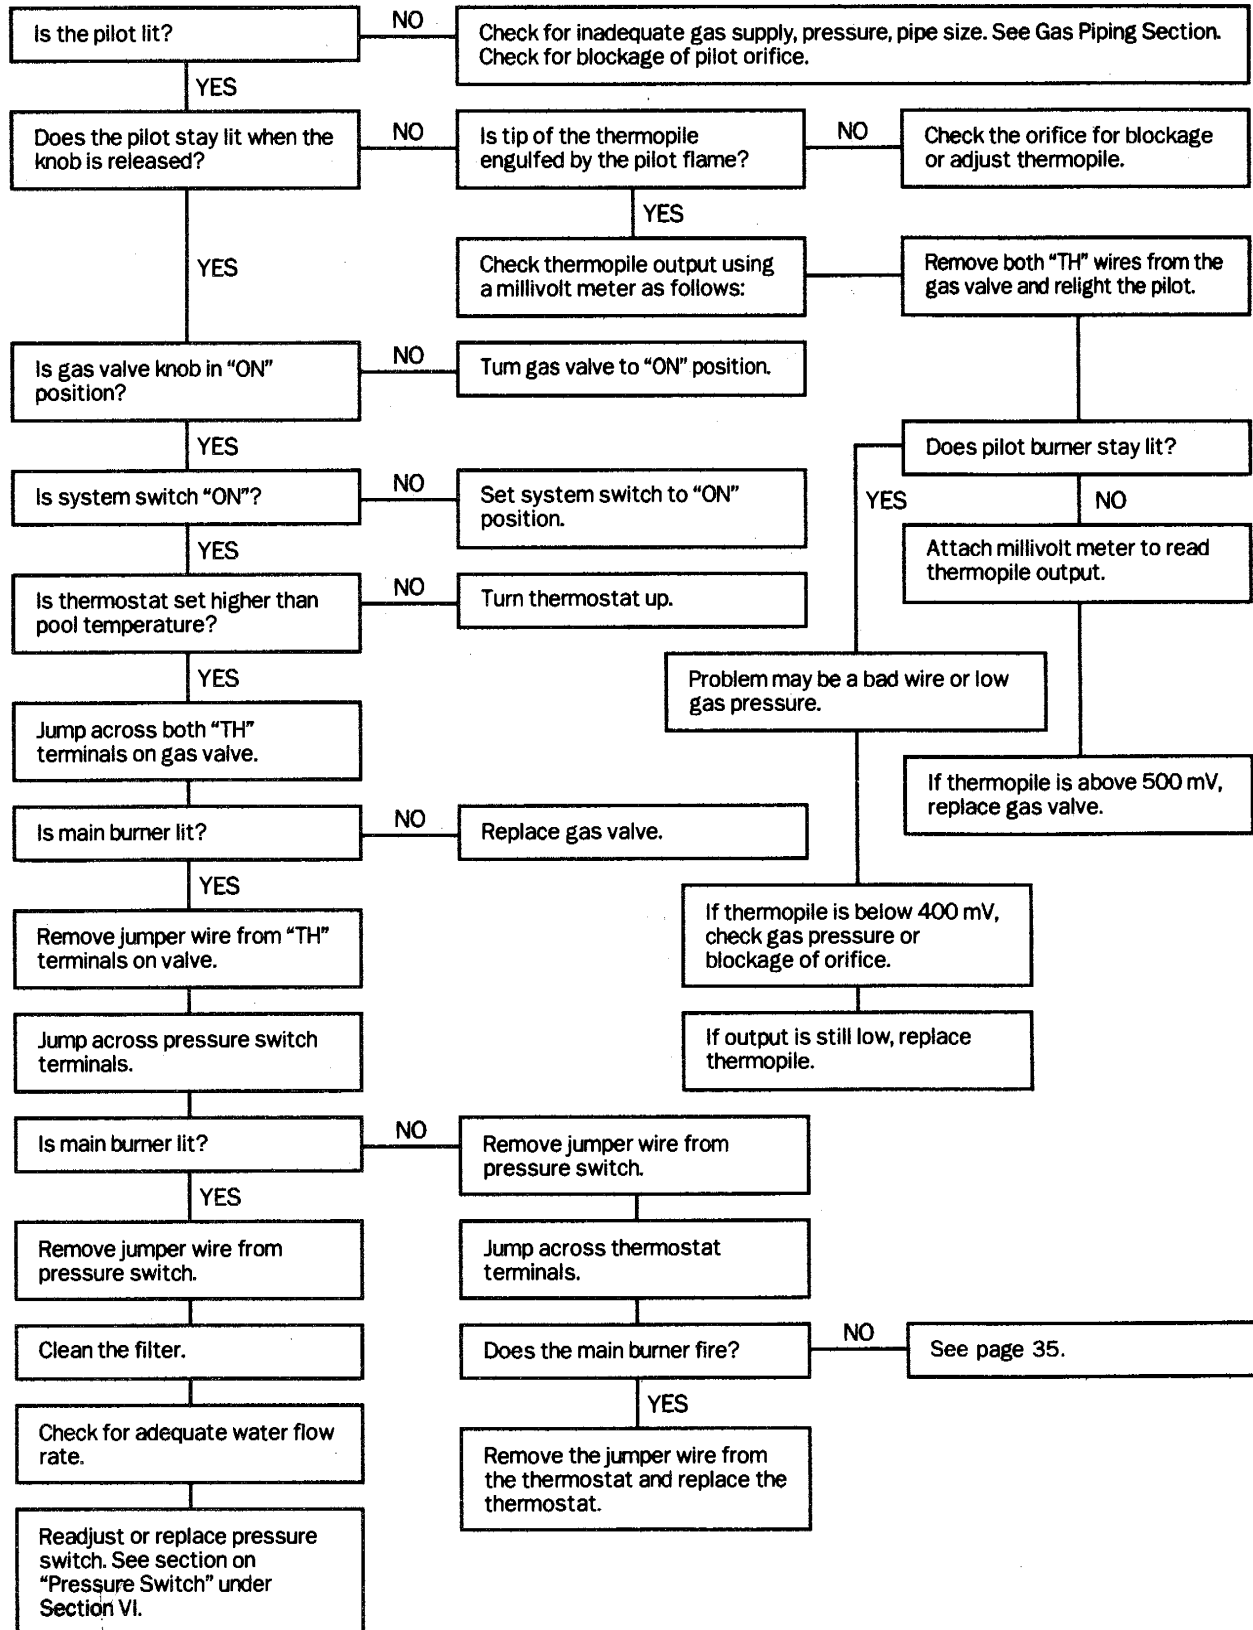 Is the pilot lit?
NO
Check for inadequate gas supply, pressure, pipe size. See Gas Piping Section.
Check for blockage of pilot orifice.
YES
Does the pilot stay lit when the
knob is released?
NO
Is tip of the thermopile
engulfed by the pilot flame?
NO
Check the orifice for blockage
or adjust thermopile.
YES
YES
Check thermopile output using
a millivolt meter as follows:
Remove both “TH” wires from the
gas valve and relight the pilot.
Is gas valve knob in “ON”
position?
NO
Turn gas valve to “ON” position.
YES
Does pilot burner stay lit?
YES
NO
Is system switch “ON”?
NO
Set system switch to “ON”
position.
Attach millivolt meter to read
thermopile output.
YES
Is thermostat set higher than
pool temperature?
NO
Turn thermostat up.
YES
Problem may be a bad wire or low
gas pressure.
Jump across both “TH”
terminals on gas valve.
If thermopile is above 500 mV,
replace gas valve.
Is main burner lit?
NO
Replace gas valve.
YES
If thermopile is below 400 mV,
check gas pressure or
blockage of orifice.
Remove jumper wire from “TH”
terminals on valve.
Jump across pressure switch
terminals.
If output is still low, replace
thermopile.
Is main burner lit?
NO
Remove jumper wire from
pressure switch.
YES
Remove jumper wire from
pressure switch.
Jump across thermostat
terminals.
Clean the filter.
Does the main burner fire?
NO
See page 35.
YES
Check for adequate water flow
rate.
Remove the jumper wire from
the thermostat and replace the
thermostat.
Readjust or replace pressure
switch. See section on
“Pressure Switch” under
Section VI.